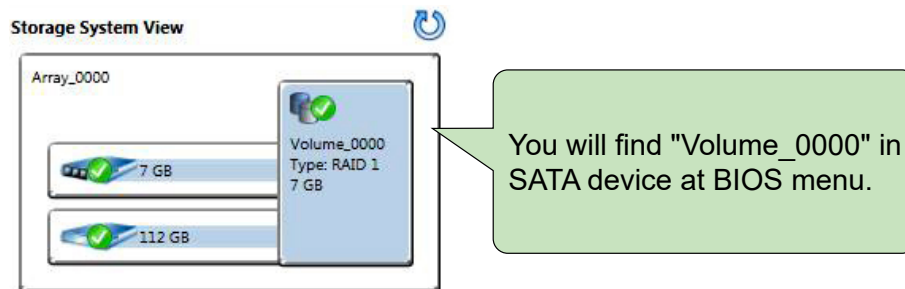 Storage System View
Array_0000
Volume_0000
Type: RAID 1
7 GB
7 GB
112 GB
You will find "Volume_0000" in
SATA device at BIOS menu.